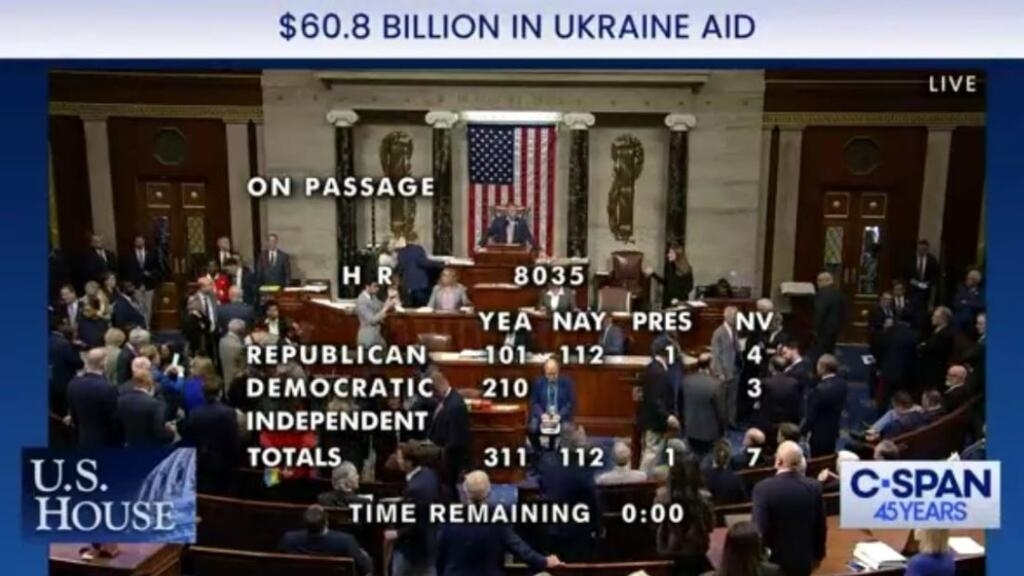 $60.8 BILLION IN UKRAINE AID
LIVE
ON PASSAGE
H R 8035
YEA NAY PRES NV
REPUBLICAN 101 112 1 4
DEMOCRATIC 210 3
INDEPENDENT
TOTALS 311 112 1 7
TIME REMAINING 0:00
U.S.
HOUSE
C-SPAN
45 YEARS